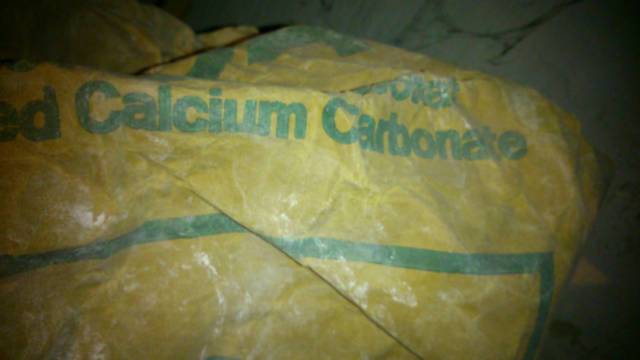 ed Calcium Carbonate